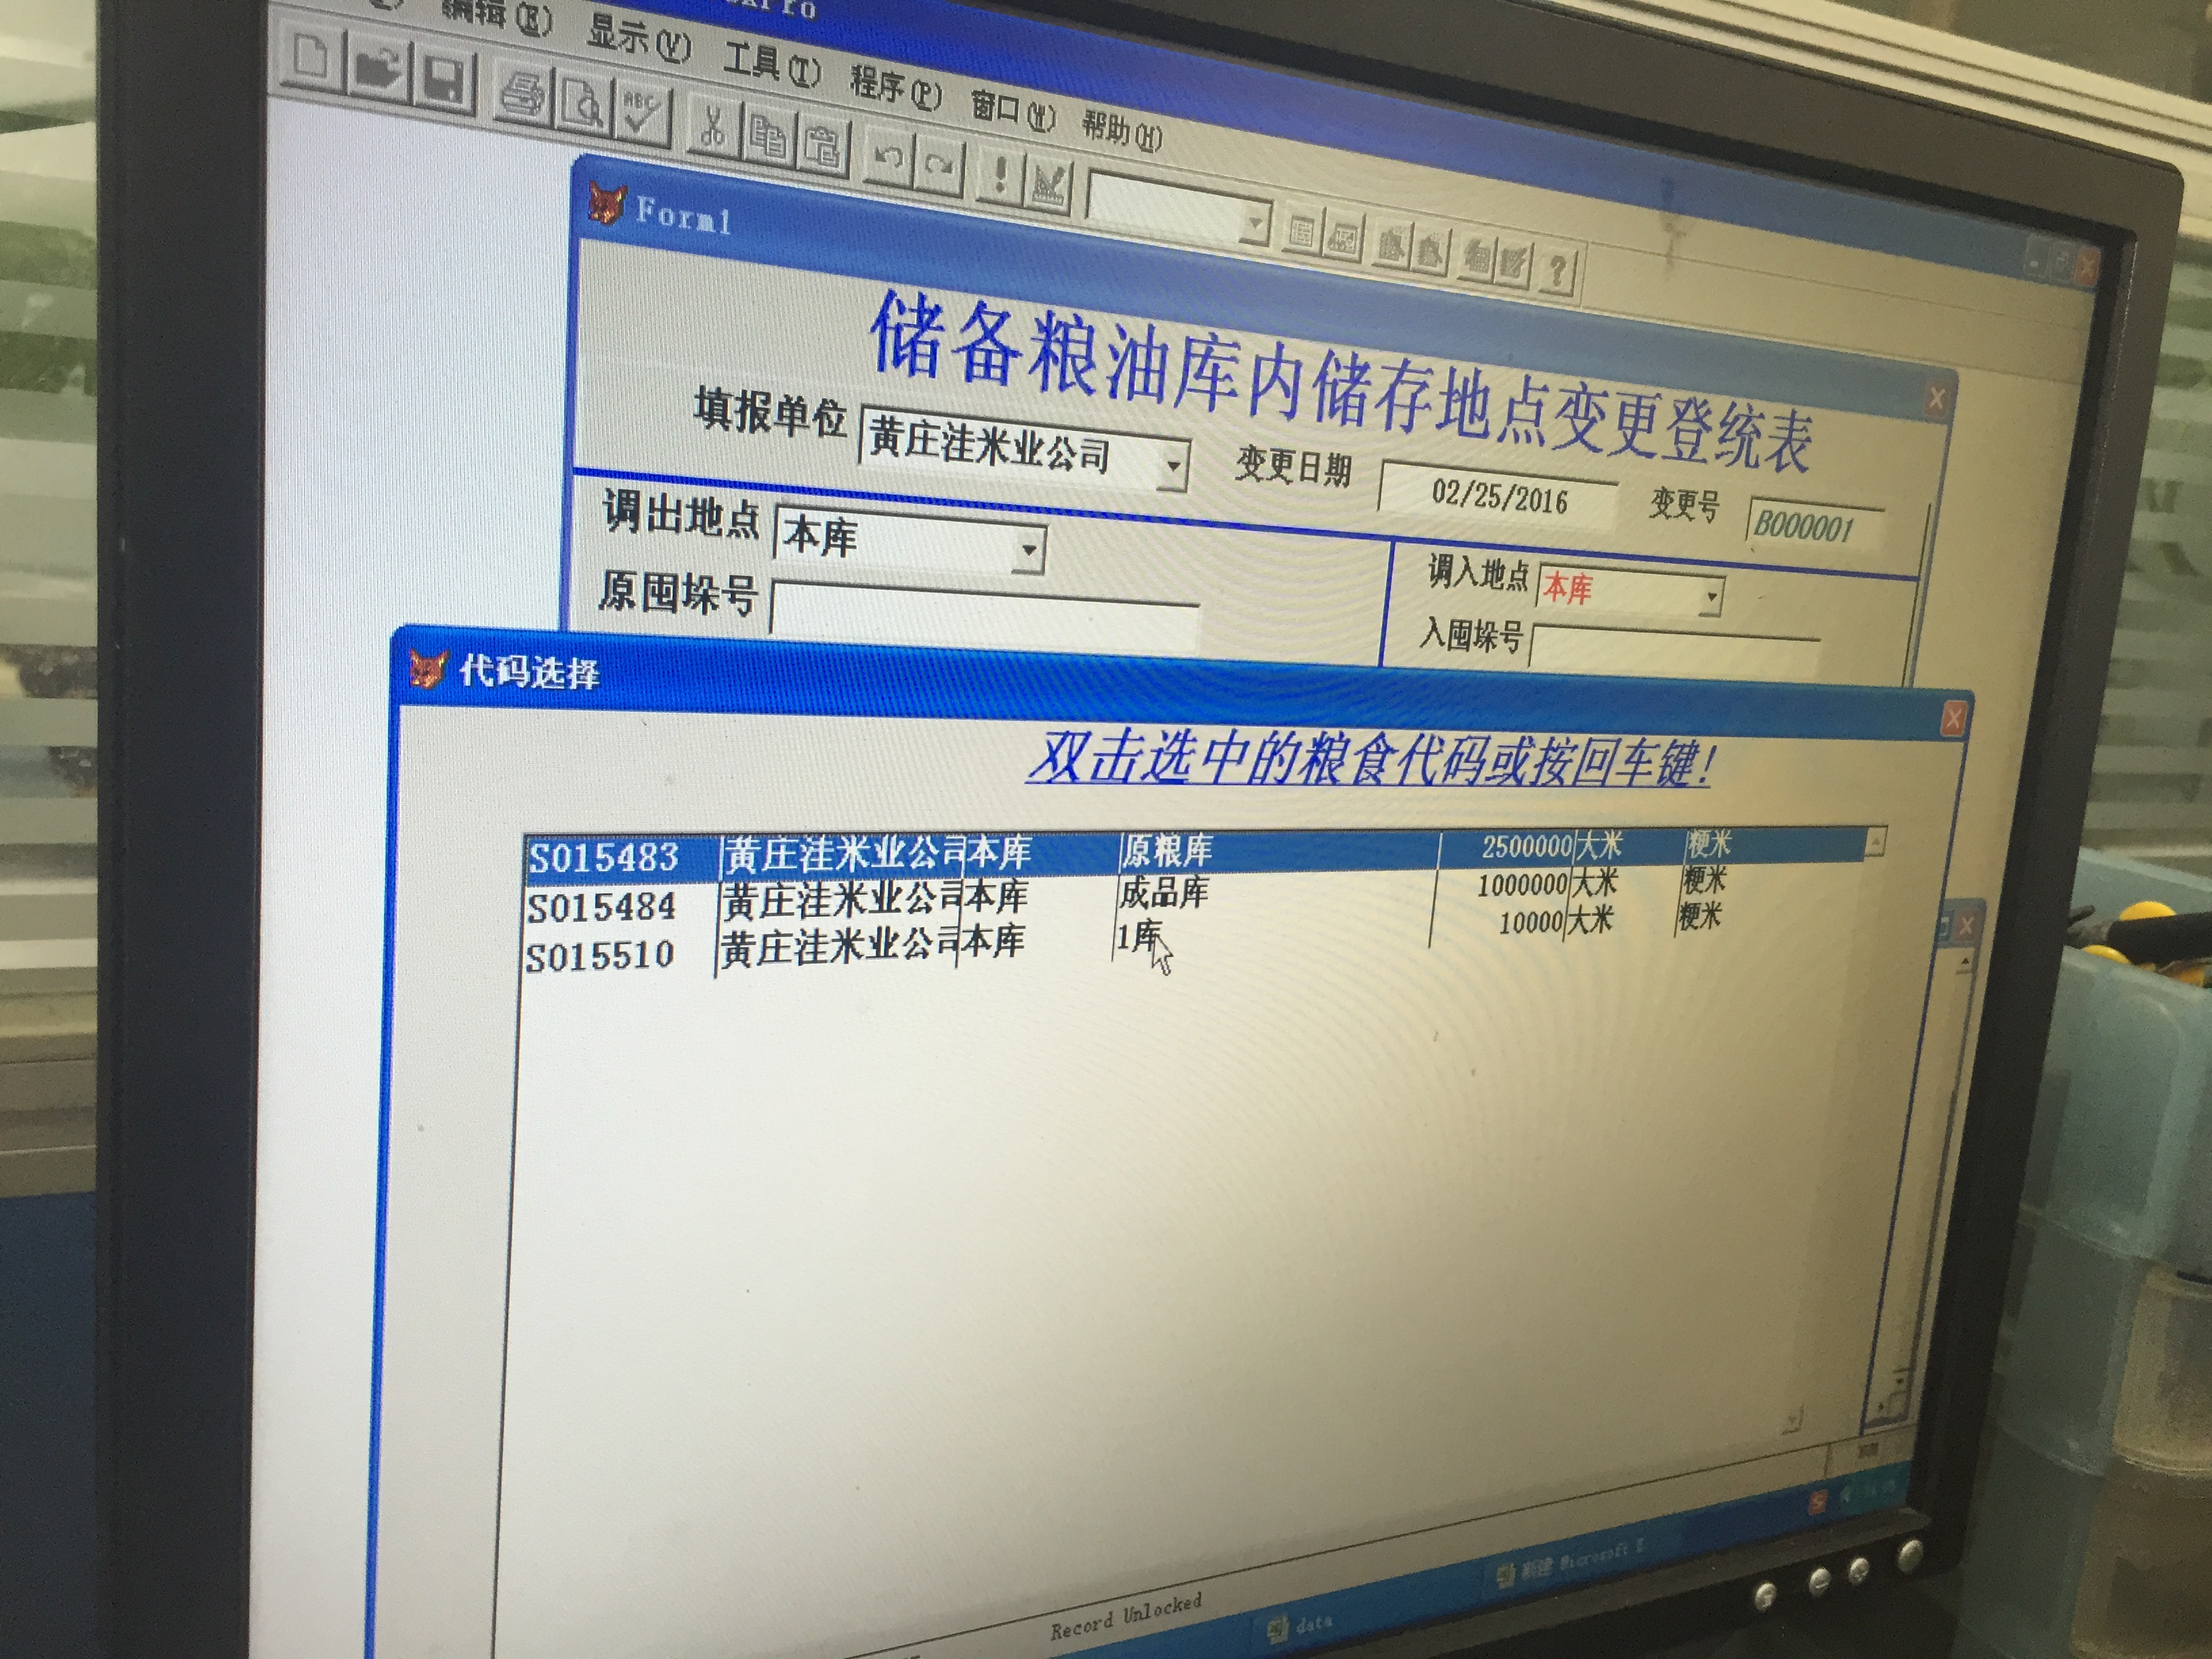 编辑(E) 显示(V) 工具(T) 程序(P) 窗口(W) 帮助(H)
ABC
Form1
储备粮油库内储存地点变更登统表
填报单位 黄庄洼米业公司 变更日期 02/25/2016 变更号 B000001
调出地点 本库 调入地点 本库
原囤垛号 入囤垛号
代码选择
双击选中的粮食代码或按回车键!
S015483 黄庄洼米业公司 本库 原粮库 2500000 大米 粳米
S015484 黄庄洼米业公司 本库 成品库 1000000 大米 粳米
S015510 黄庄洼米业公司 本库 1库 10000 大米 粳米
Record Unlocked
data 新建 Microsoft E